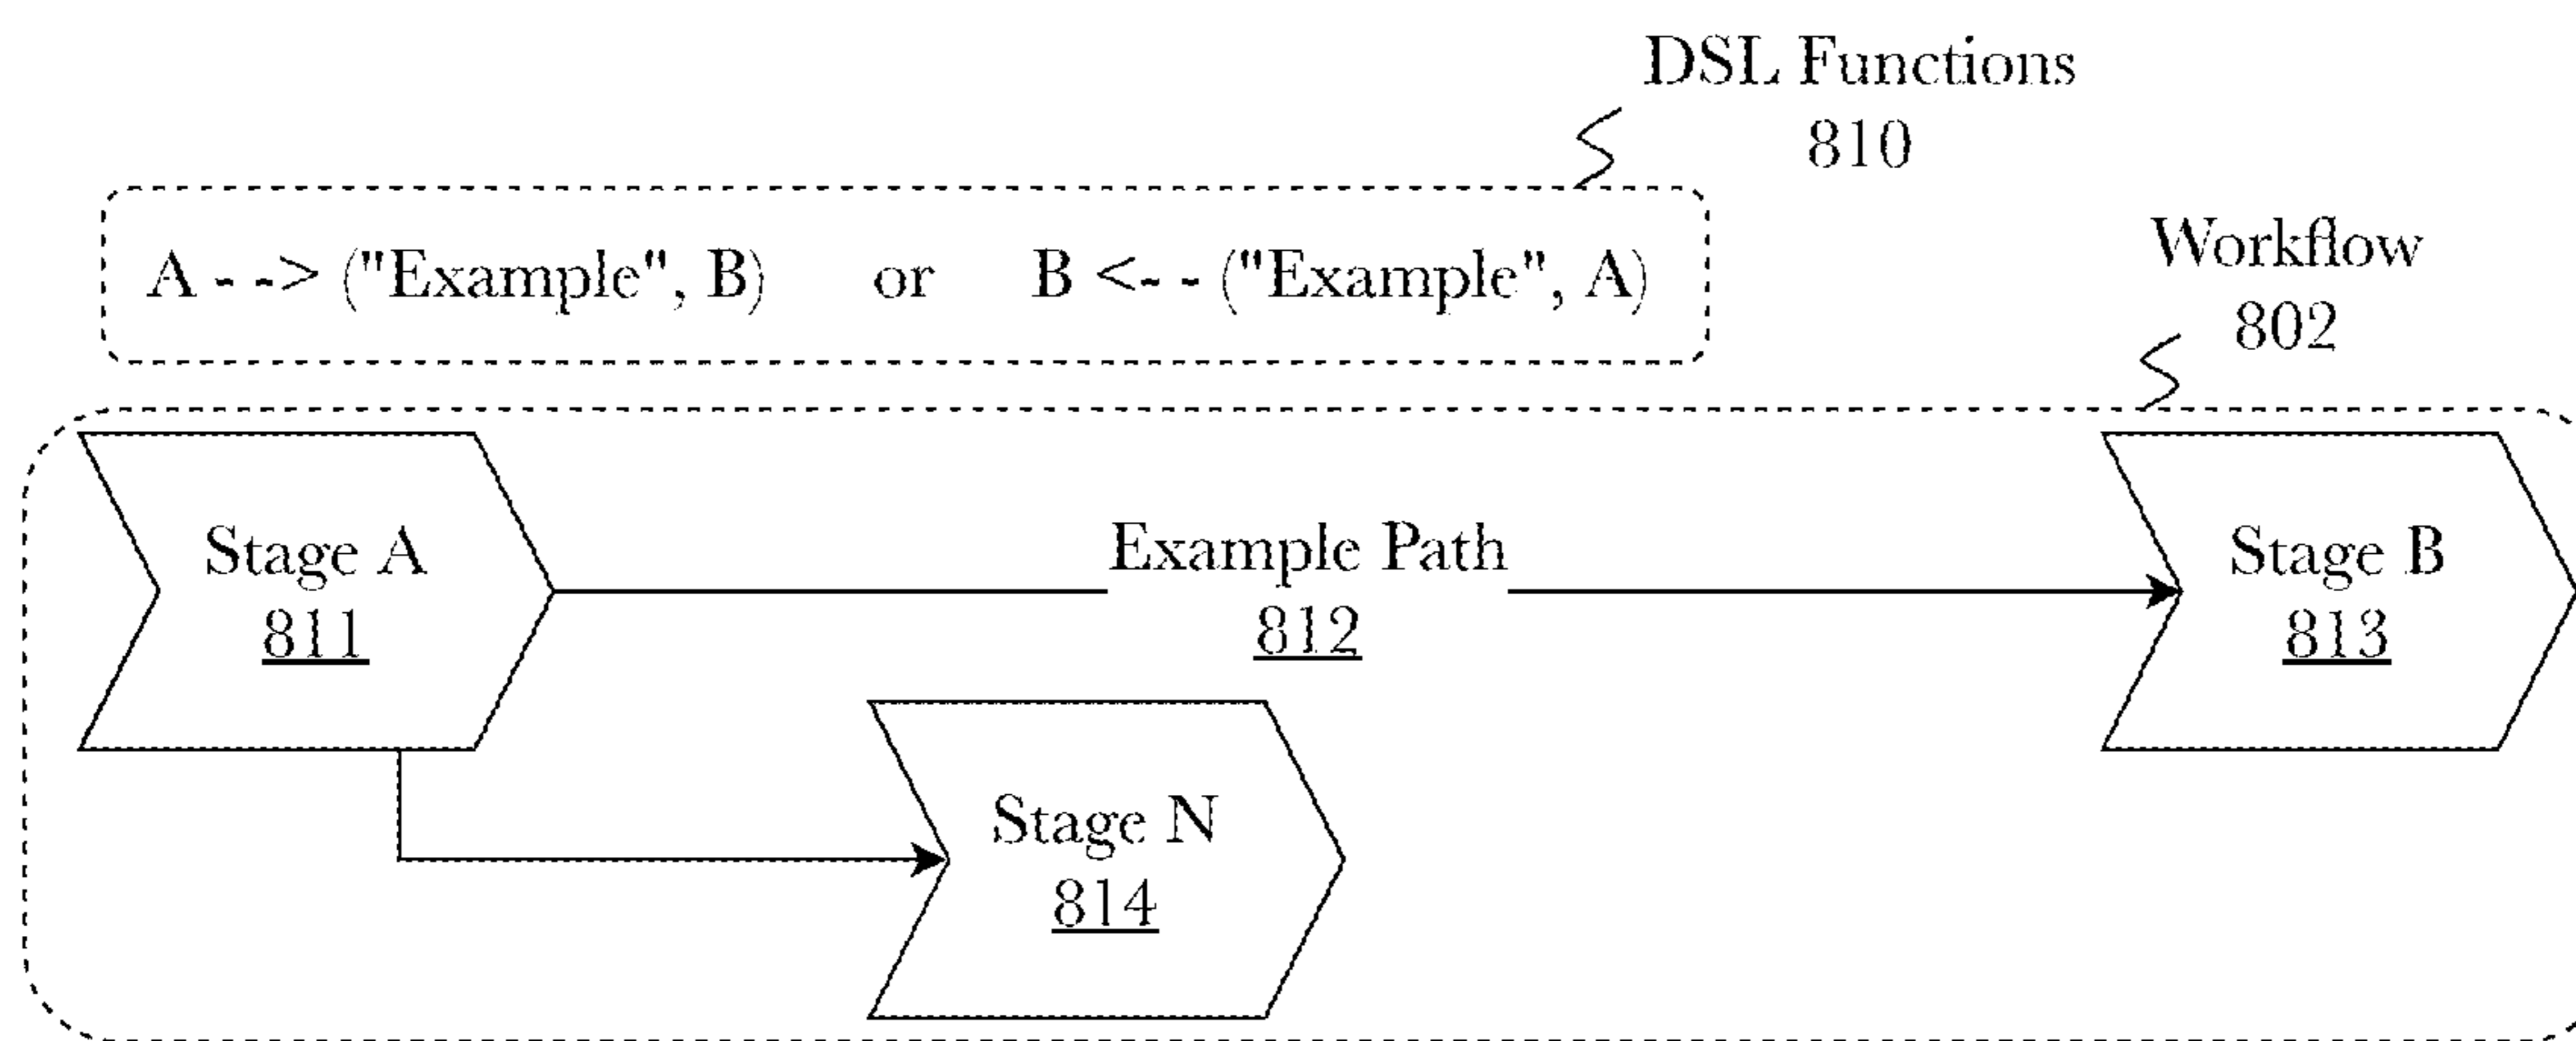 DSL Functions
810
A - -> ("Example", B) or B <- - ("Example", A)
Workflow
802
Stage A
811
Example Path
812
Stage B
813
Stage N
814